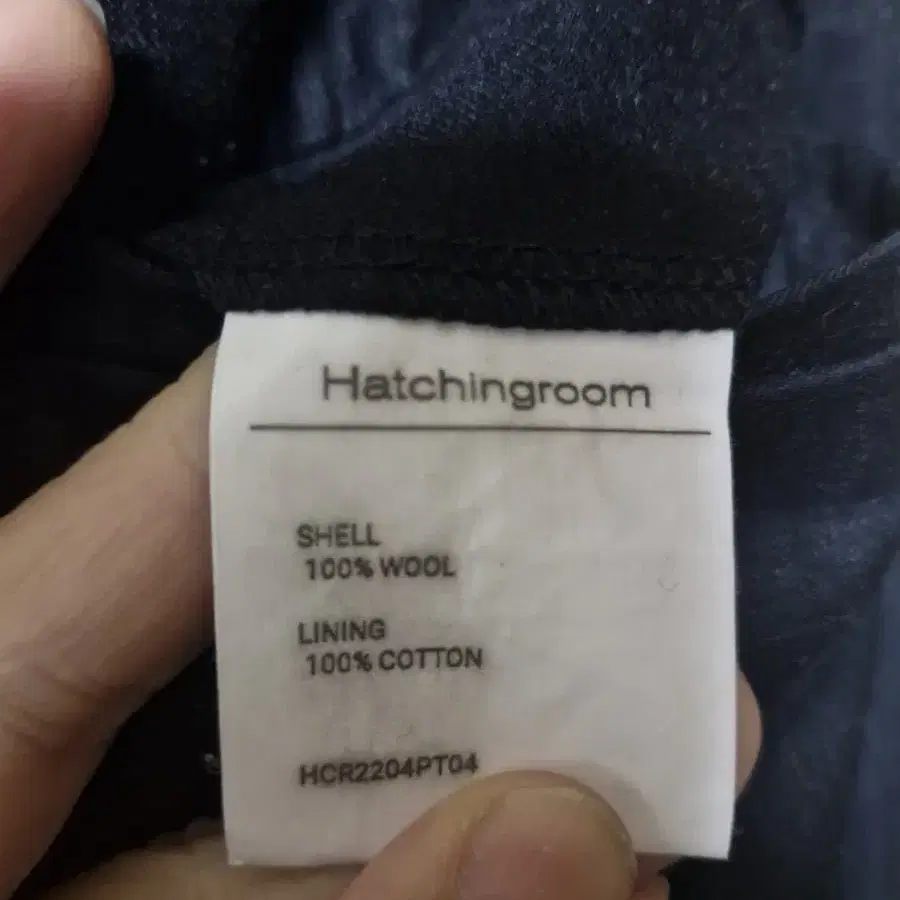 Hatchingroom
SHELL
100% WOOL
LINING
100% COTTON
HCR2204PT04